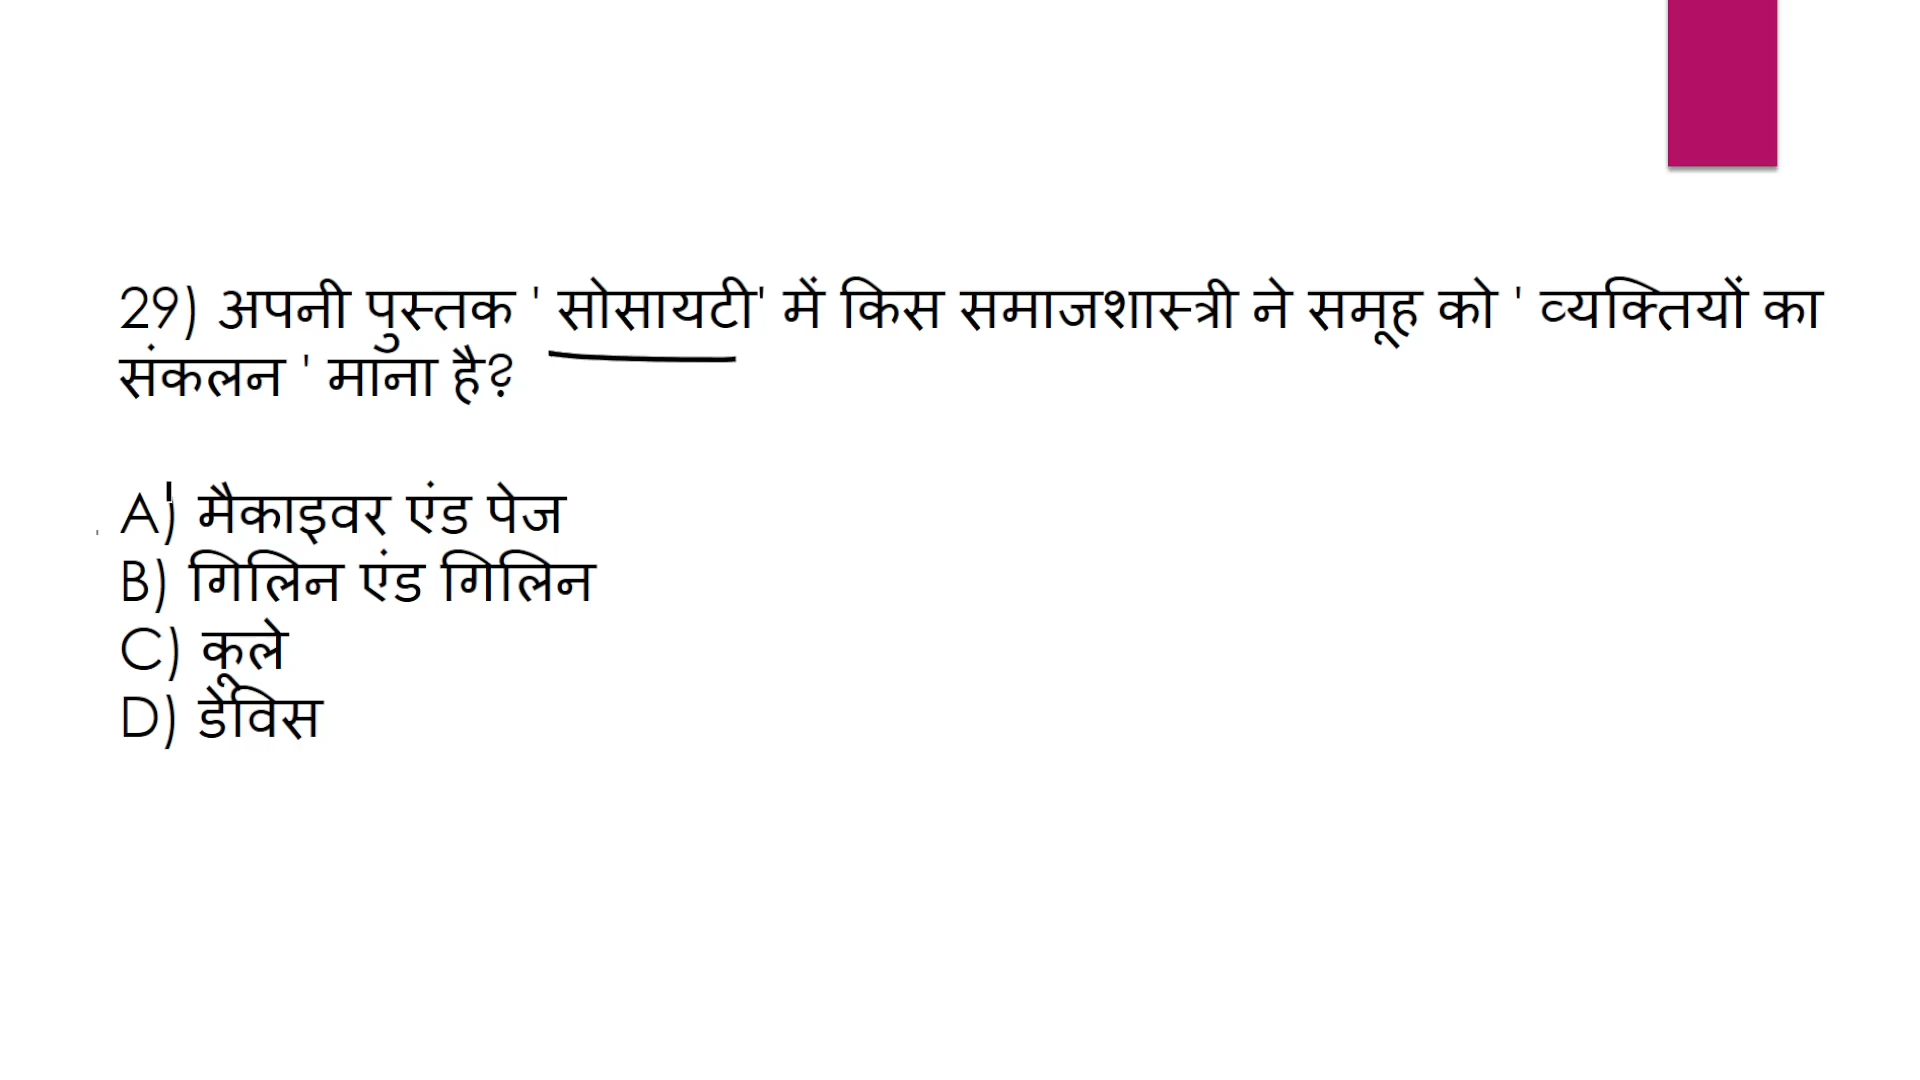 29) अपनी पुस्तक ' सोसायटी' में किस समाजशास्त्री ने समूह को ' व्यक्तियों का
संकलन ' माना है?
A) मैकाइवर एंड पेज
B) गिलिन एंड गिलिन
C) कूले
D) डेविस